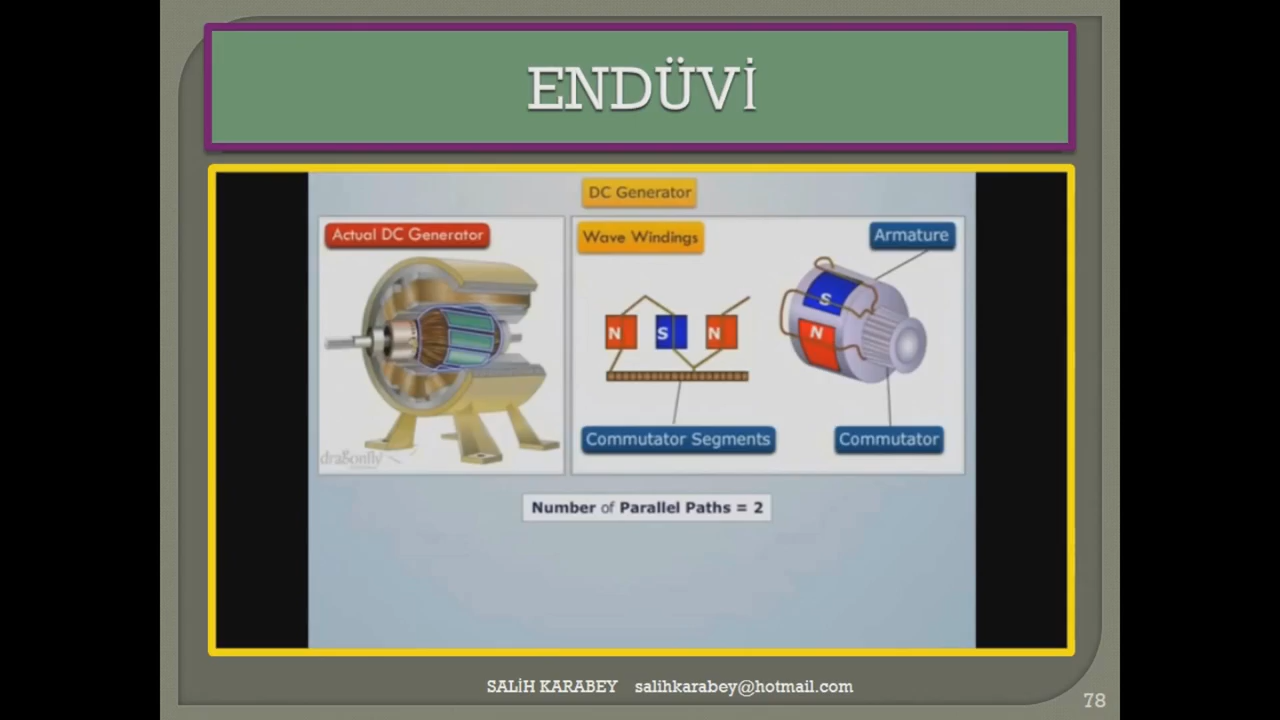 ENDÜVİ
DC Generator
Actual DC Generator
Wave Windings
Armature
S
N
N
S
N
Commutator Segments
Commutator
dragonfly
Number of Parallel Paths = 2
SALİH KARABEY salihkarabey@hotmail.com
78